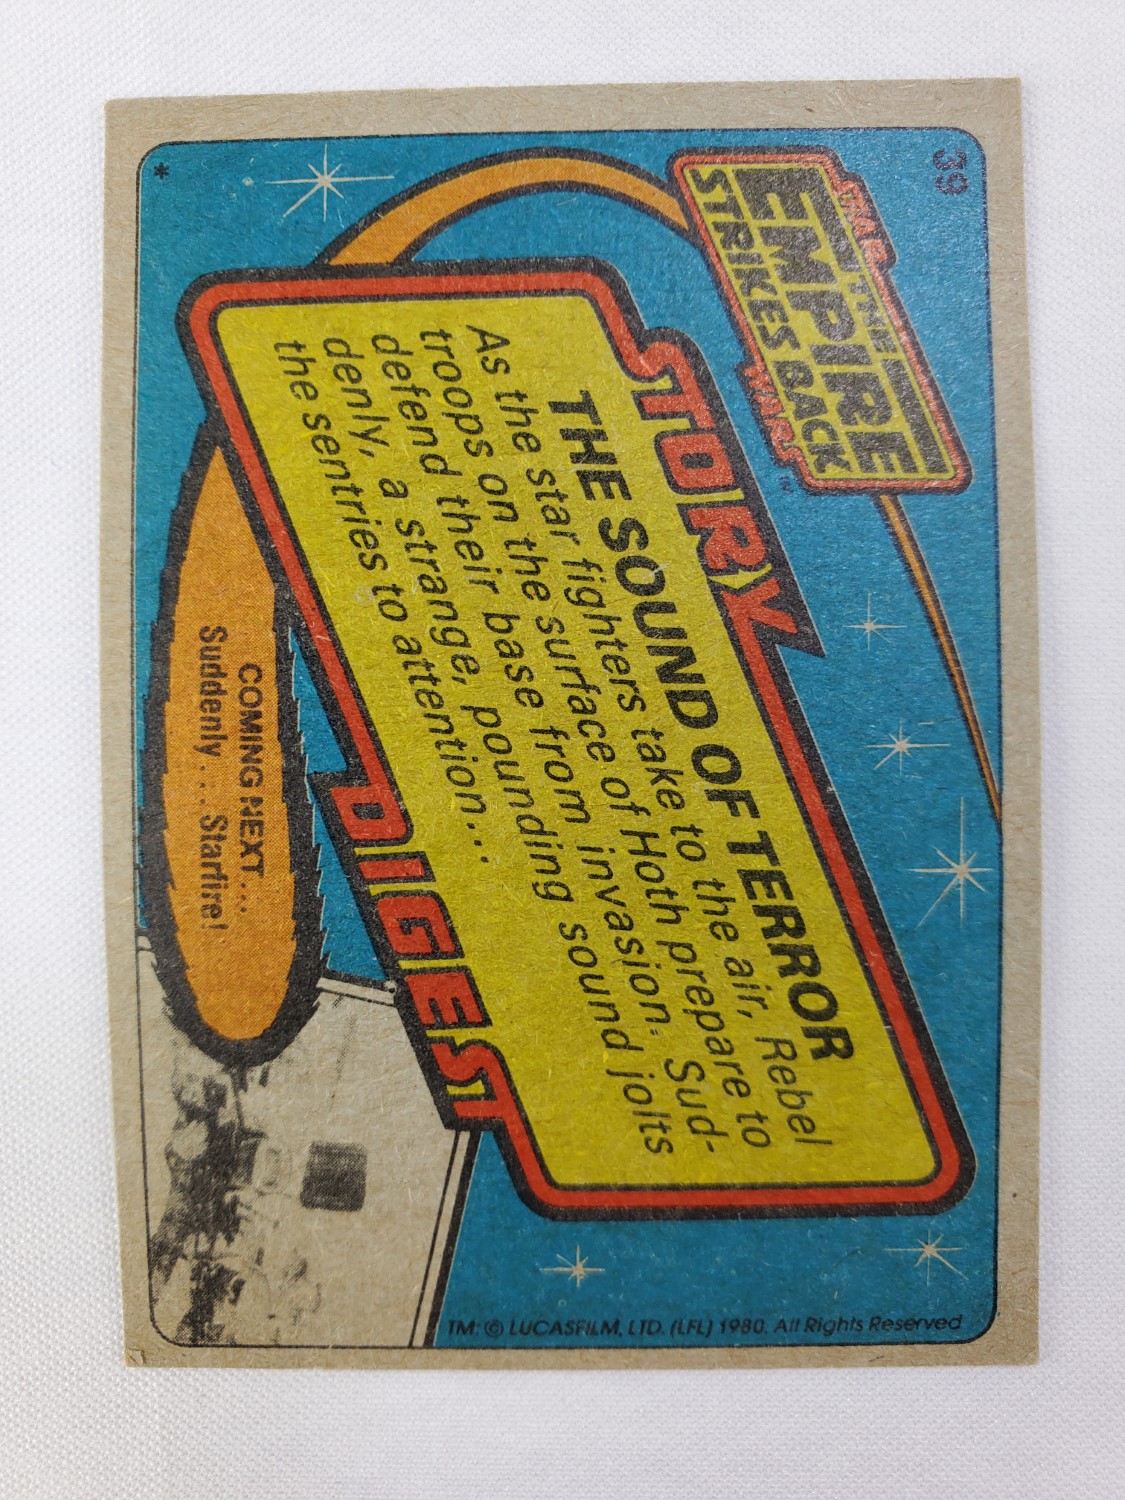 39
STAR
THE
EMPIRE
STRIKES BACK
WARS™
STORY
THE SOUND OF TERROR
As the star fighters take to the air, Rebel
troops on the surface of Hoth prepare to
defend their base from invasion. Sud-
denly, a strange, pounding sound jolts
the sentries to attention...
DIGEST
COMING NEXT...
Suddenly... Starfire!
*
TM: © LUCASFILM, LTD. (LFL) 1980. All Rights Reserved